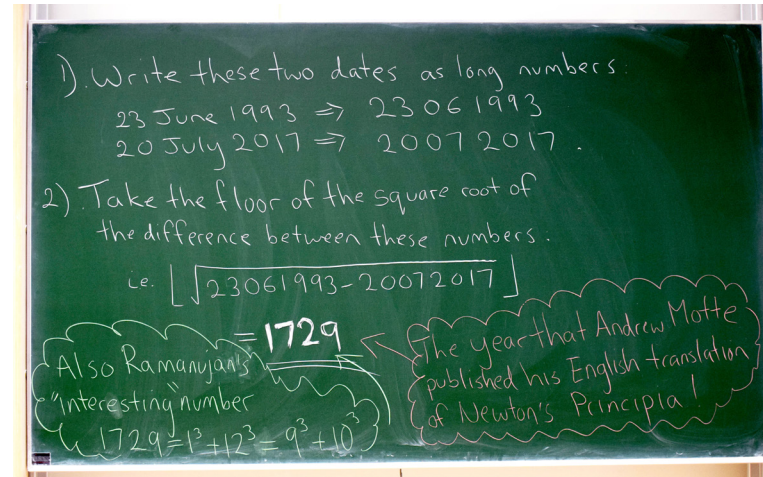 1). Write these two dates as long numbers:
23 June 1993 ⇒ 23061993
20 July 2017 ⇒ 20072017.
2) Take the floor of the square root of
the difference between these numbers.
i.e. ⌊√23061993-20072017⌋
= 1729
Also Ramanujan's
"interesting" number
1729 = 1³ + 12³ = 9³ + 10³
The year that Andrew Motte
published his English translation
of Newton's Principia!